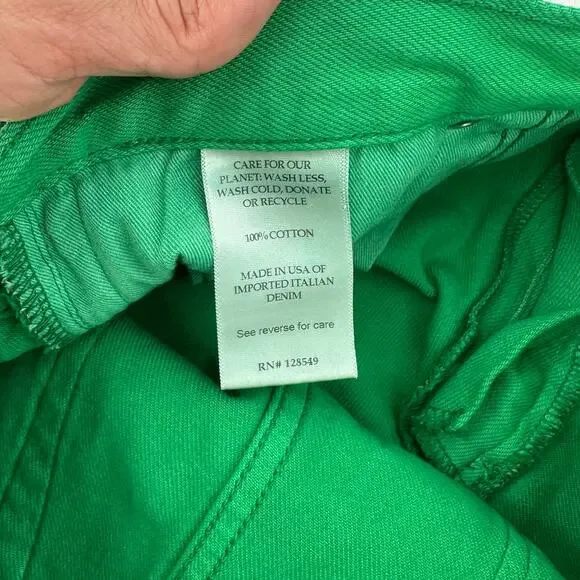 CARE FOR OUR
PLANET: WASH LESS,
WASH COLD, DONATE
OR RECYCLE
100% COTTON
MADE IN USA OF
IMPORTED ITALIAN
DENIM
See reverse for care
RN# 128549